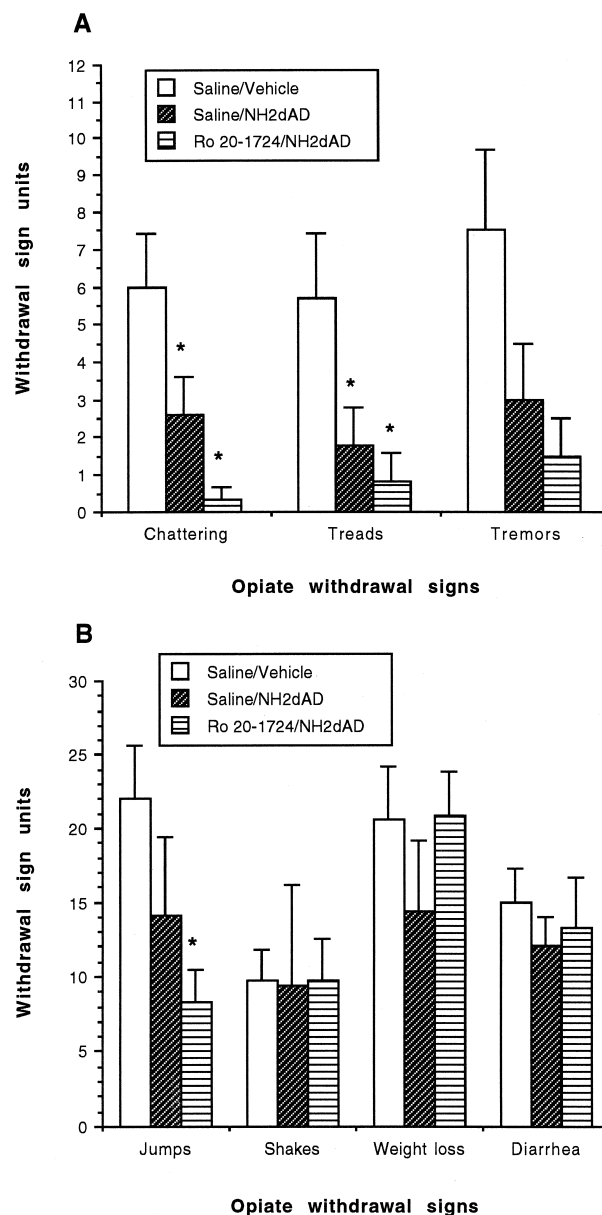 A
12
11
10
9
8
7
6
5
4
3
2
1
0
Withdrawal sign units
Saline/Vehicle
Saline/NH2dAD
Ro 20-1724/NH2dAD
*
*
*
*
Chattering Treads Tremors
Opiate withdrawal signs
B
30
25
20
15
10
5
0
Withdrawal sign units
Saline/Vehicle
Saline/NH2dAD
Ro 20-1724/NH2dAD
*
Jumps Shakes Weight loss Diarrhea
Opiate withdrawal signs